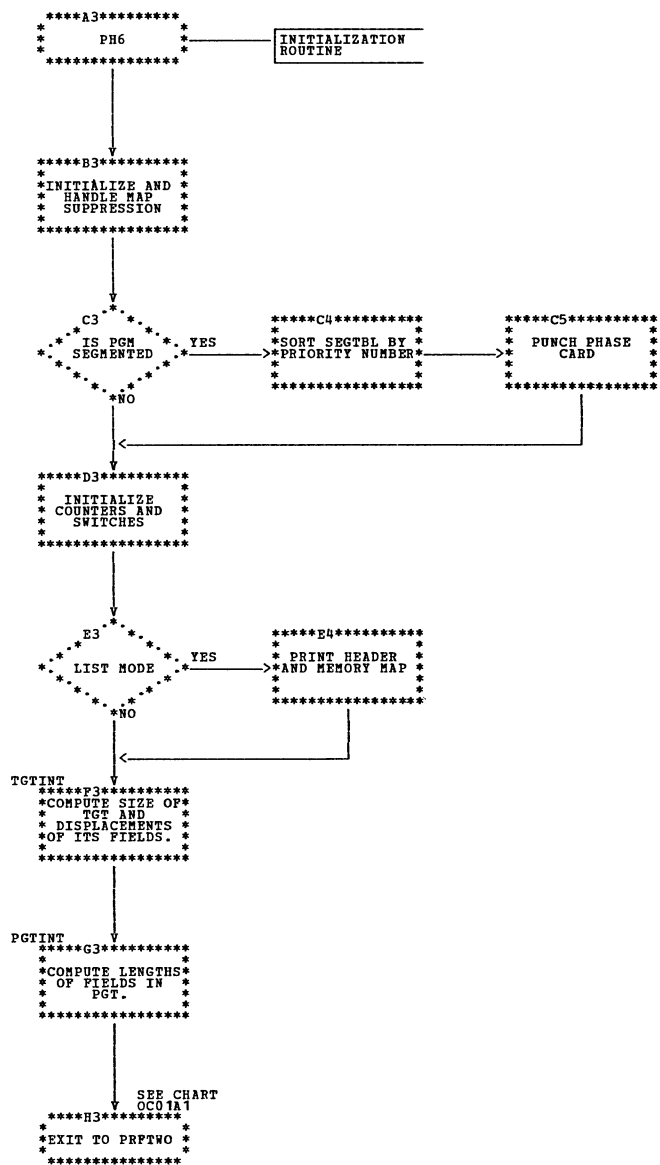 A3
PH6
INITIALIZATION
ROUTINE
B3
INITIALIZE AND
HANDLE MAP
SUPPRESSION
C3
IS PGM
SEGMENTED
YES
NO
C4
SORT SEGTBL BY
PRIORITY NUMBER
C5
PUNCH PHASE
CARD
D3
INITIALIZE
COUNTERS AND
SWITCHES
E3
LIST MODE
YES
NO
E4
PRINT HEADER
AND MEMORY MAP
TGTINT
F3
COMPUTE SIZE OF
TGT AND
DISPLACEMENTS
OF ITS FIELDS.
PGTINT
G3
COMPUTE LENGTHS
OF FIELDS IN
PGT.
SEE CHART
OC01A1
H3
EXIT TO PRFTWO